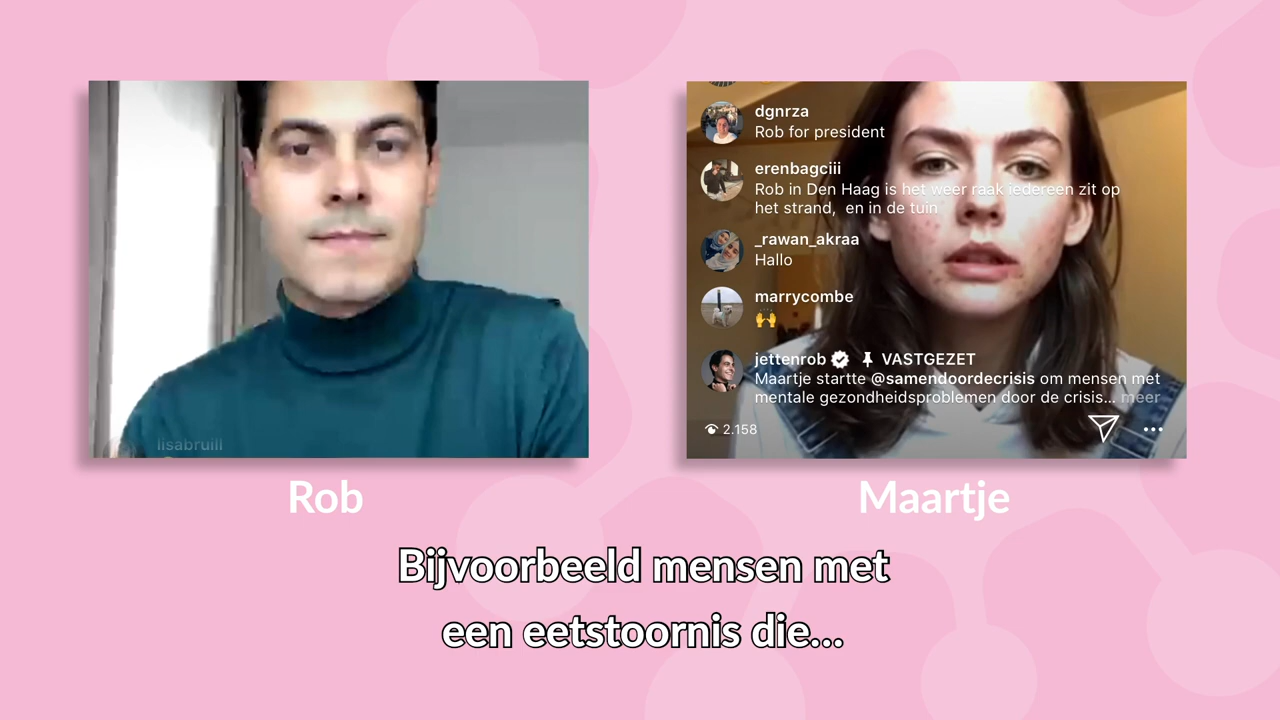 lisabruill
Rob
dgnrza
Rob for president
erenbagciii
Rob in Den Haag is het weer raak iedereen zit op
het strand, en in de tuin
_rawan_akraa
Hallo
marrycombe
🙌
jettenrob VASTGEZET
Maartje startte @samendoordecrisis om mensen met
mentale gezondheidsproblemen door de crisis... meer
2.158
Maartje
Bijvoorbeeld mensen met
een eetstoornis die...